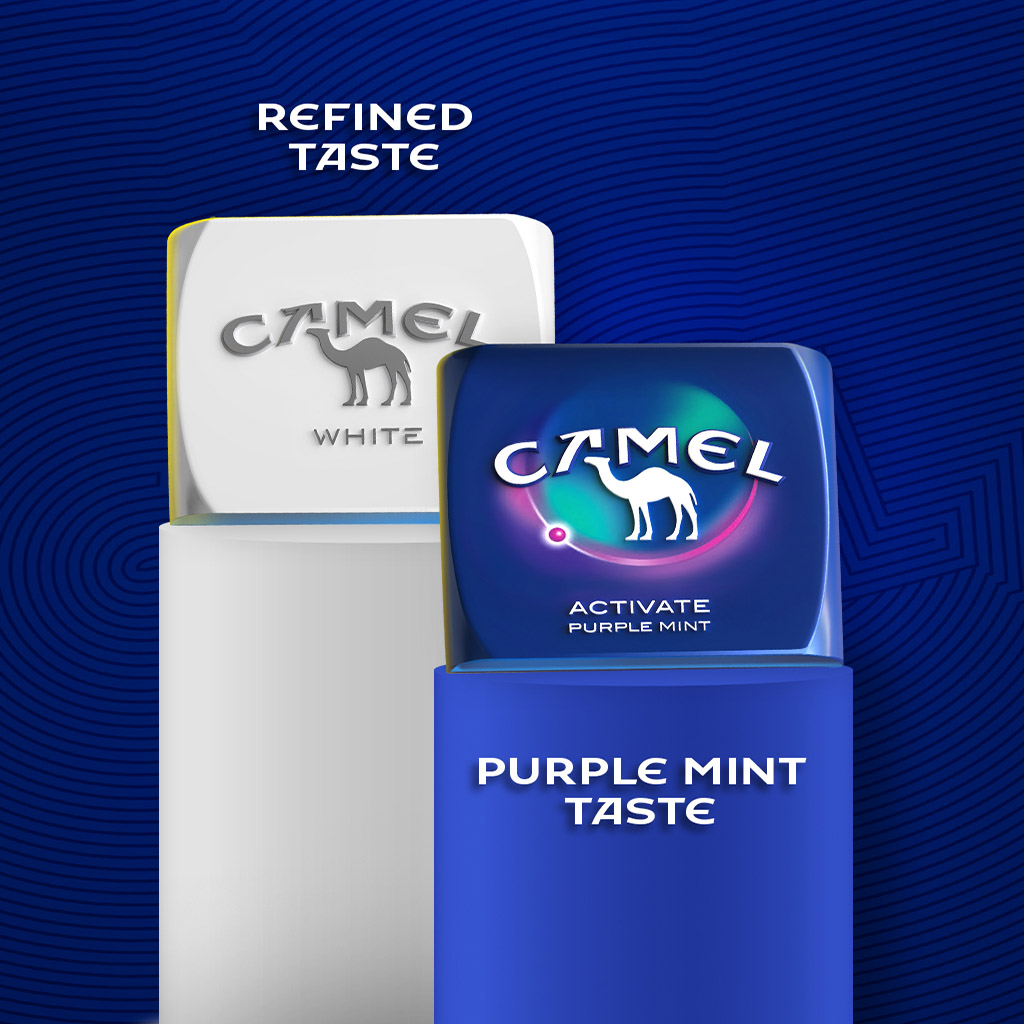 REFINED
TASTE
CAMEL
WHITE
CAMEL
ACTIVATE
PURPLE MINT
PURPLE MINT
TASTE